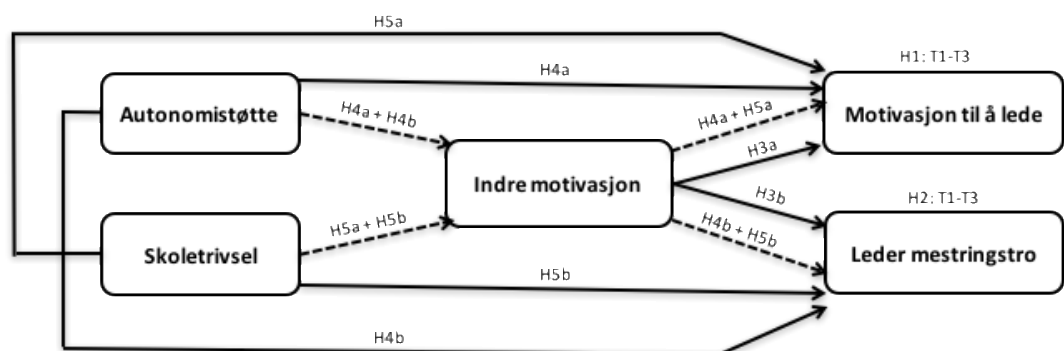 H5a
H1: T1-T3
H4a
Autonomistøtte
H4a + H4b
H4a + H5a
Motivasjon til å lede
H3a
Indre motivasjon
H3b
H2: T1-T3
H5a + H5b
H4b + H5b
Skoletrivsel
Leder mestringstro
H5b
H4b